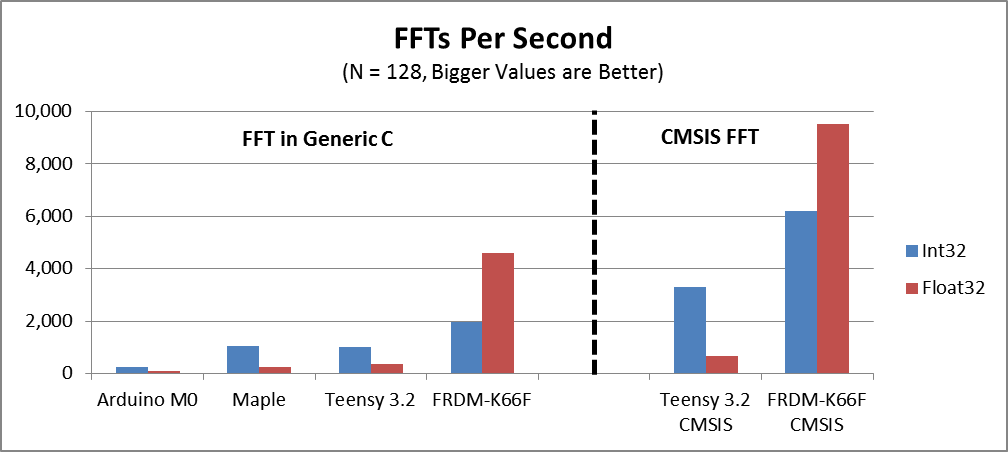 FFTs Per Second
(N = 128, Bigger Values are Better)
10,000
8,000
6,000
4,000
2,000
0
FFT in Generic C
CMSIS FFT
Arduino M0
Maple
Teensy 3.2
FRDM-K66F
Teensy 3.2
CMSIS
FRDM-K66F
CMSIS
Int32
Float32